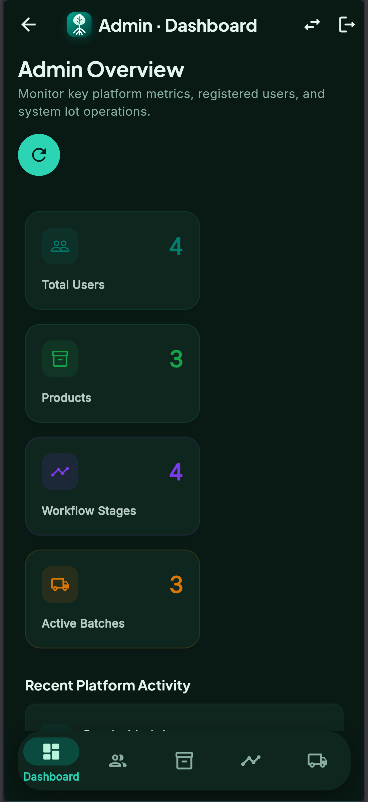 Admin · Dashboard
Admin Overview
Monitor key platform metrics, registered users, and
system lot operations.
4
Total Users
3
Products
4
Workflow Stages
3
Active Batches
Recent Platform Activity
Dashboard